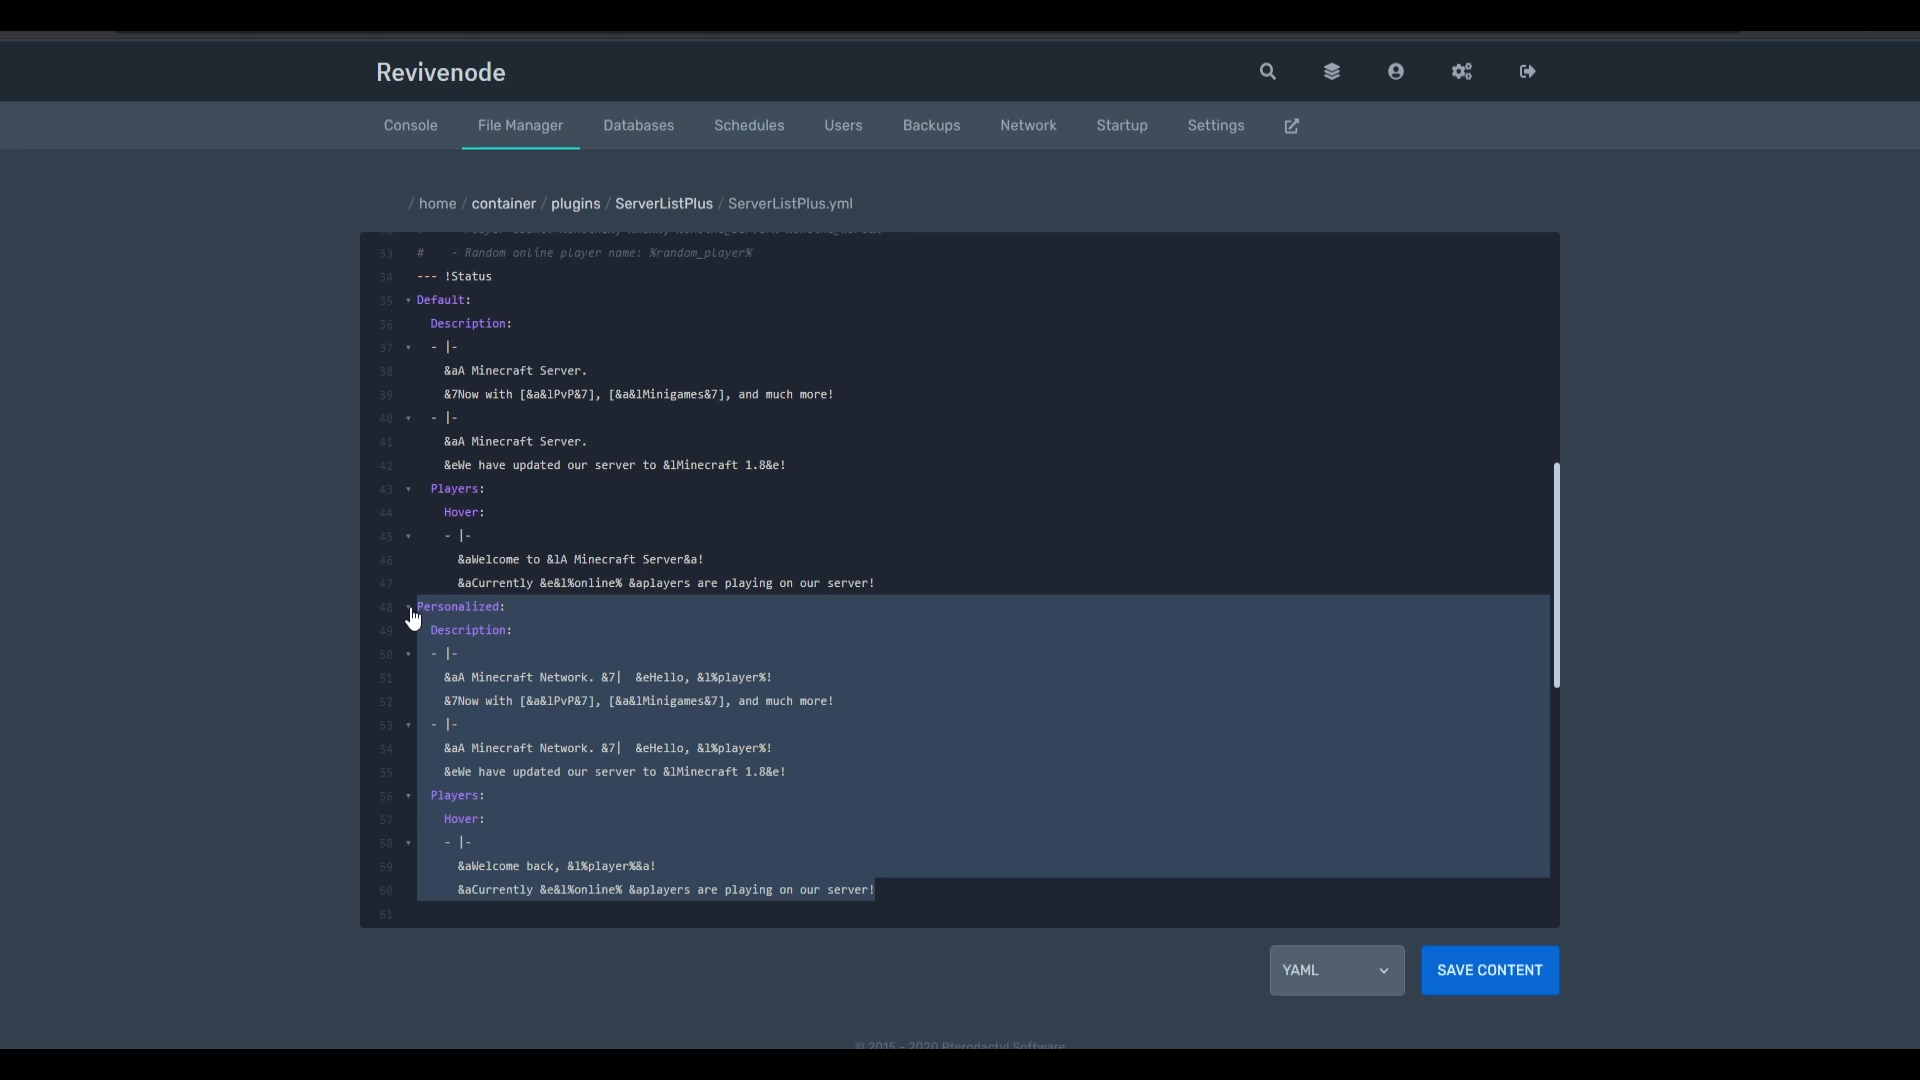 Revivenode
Console File Manager Databases Schedules Users Backups Network Startup Settings
/ home / container / plugins / ServerListPlus / ServerListPlus.yml
33 # - Random online player name: %random_player%
34 --- !Status
35 Default:
36 Description:
37 - |-
38 &aA Minecraft Server.
39 &7Now with [&a&lPvP&7], [&a&lMinigames&7], and much more!
40 - |-
41 &aA Minecraft Server.
42 &eWe have updated our server to &lMinecraft 1.8&e!
43 Players:
44 Hover:
45 - |-
46 &aWelcome to &lA Minecraft Server&a!
47 &aCurrently &e&l%online% &aplayers are playing on our server!
48 Personalized:
49 Description:
50 - |-
51 &aA Minecraft Network. &7|  &eHello, &l%player%!
52 &7Now with [&a&lPvP&7], [&a&lMinigames&7], and much more!
53 - |-
54 &aA Minecraft Network. &7|  &eHello, &l%player%!
55 &eWe have updated our server to &lMinecraft 1.8&e!
56 Players:
57 Hover:
58 - |-
59 &aWelcome back, &l%player%&a!
60 &aCurrently &e&l%online% &aplayers are playing on our server!
61
YAML
SAVE CONTENT
© 2015 - 2020 Pterodactyl Software